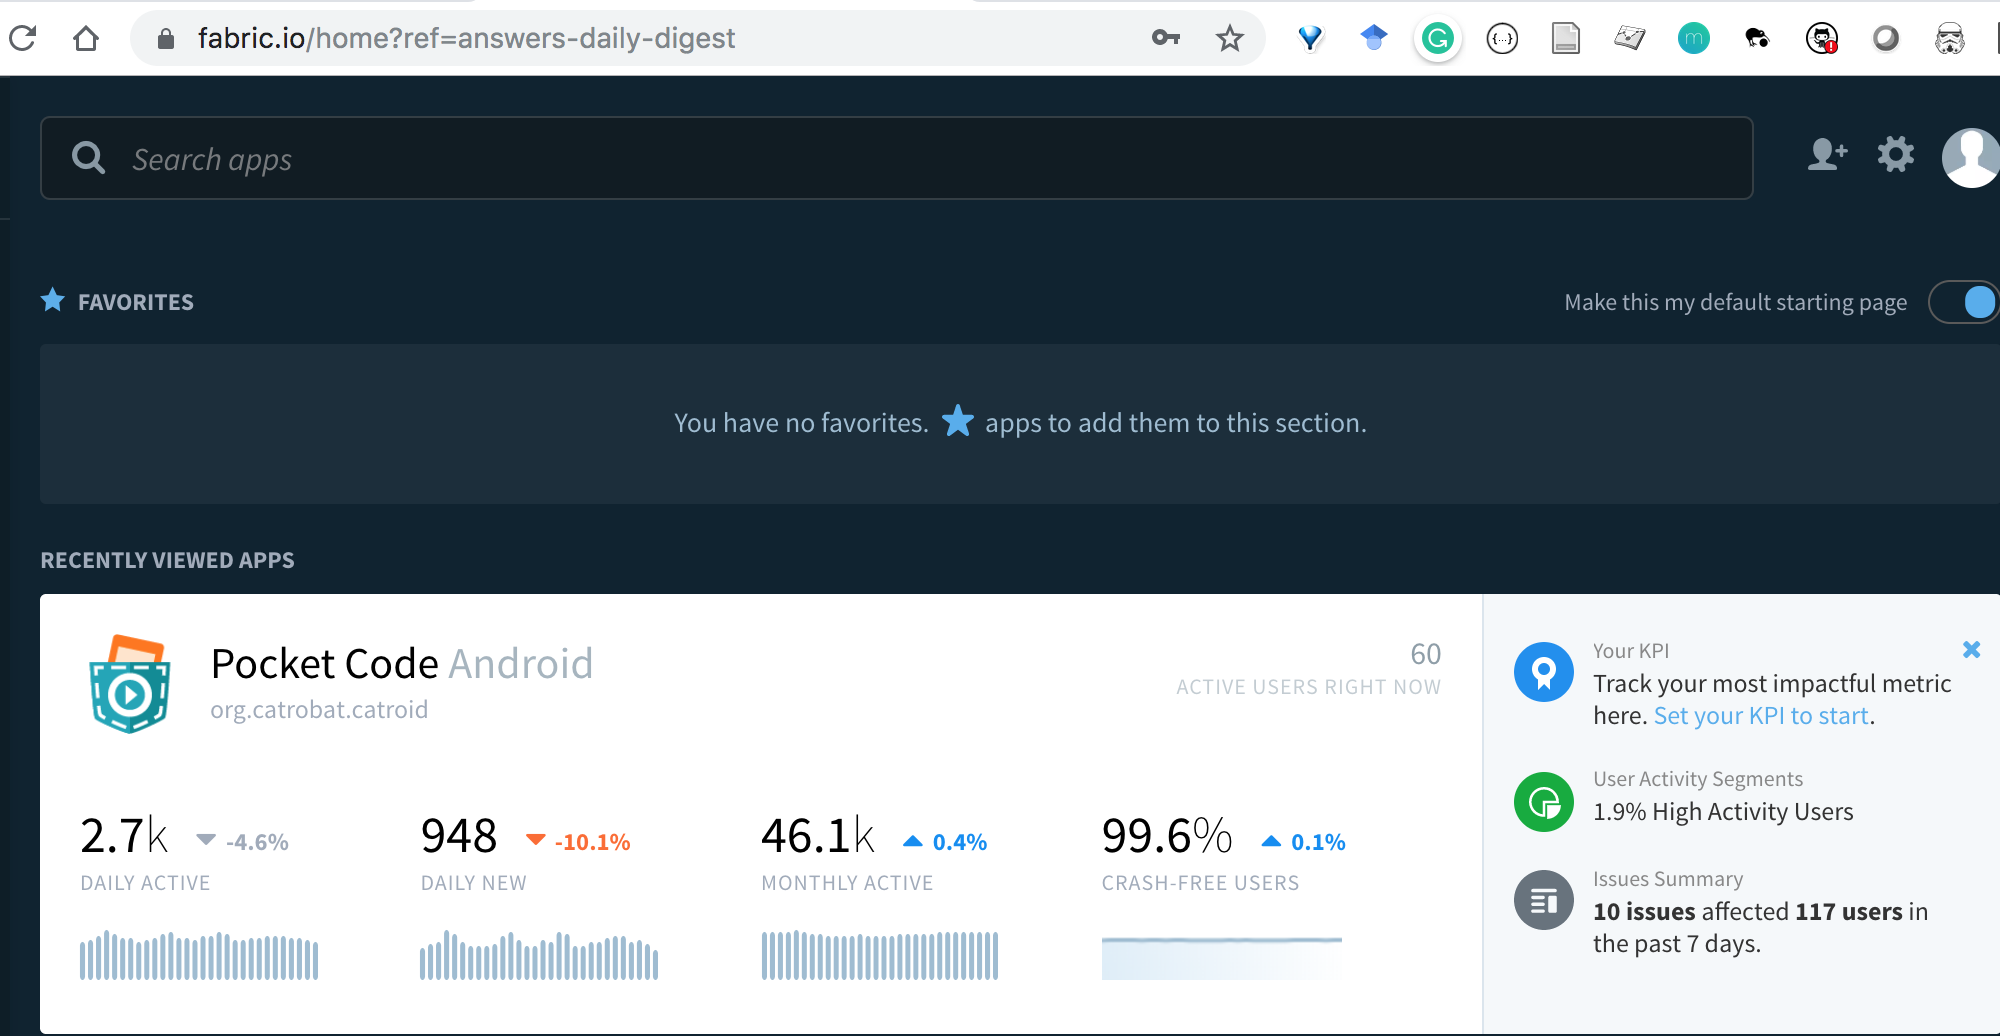 fabric.io/home?ref=answers-daily-digest
Search apps
FAVORITES
Make this my default starting page
You have no favorites. apps to add them to this section.
RECENTLY VIEWED APPS
Pocket Code Android
org.catrobat.catroid
60
ACTIVE USERS RIGHT NOW
2.7k -4.6%
DAILY ACTIVE
948 -10.1%
DAILY NEW
46.1k 0.4%
MONTHLY ACTIVE
99.6% 0.1%
CRASH-FREE USERS
Your KPI
Track your most impactful metric
here. Set your KPI to start.
User Activity Segments
1.9% High Activity Users
Issues Summary
10 issues affected 117 users in
the past 7 days.